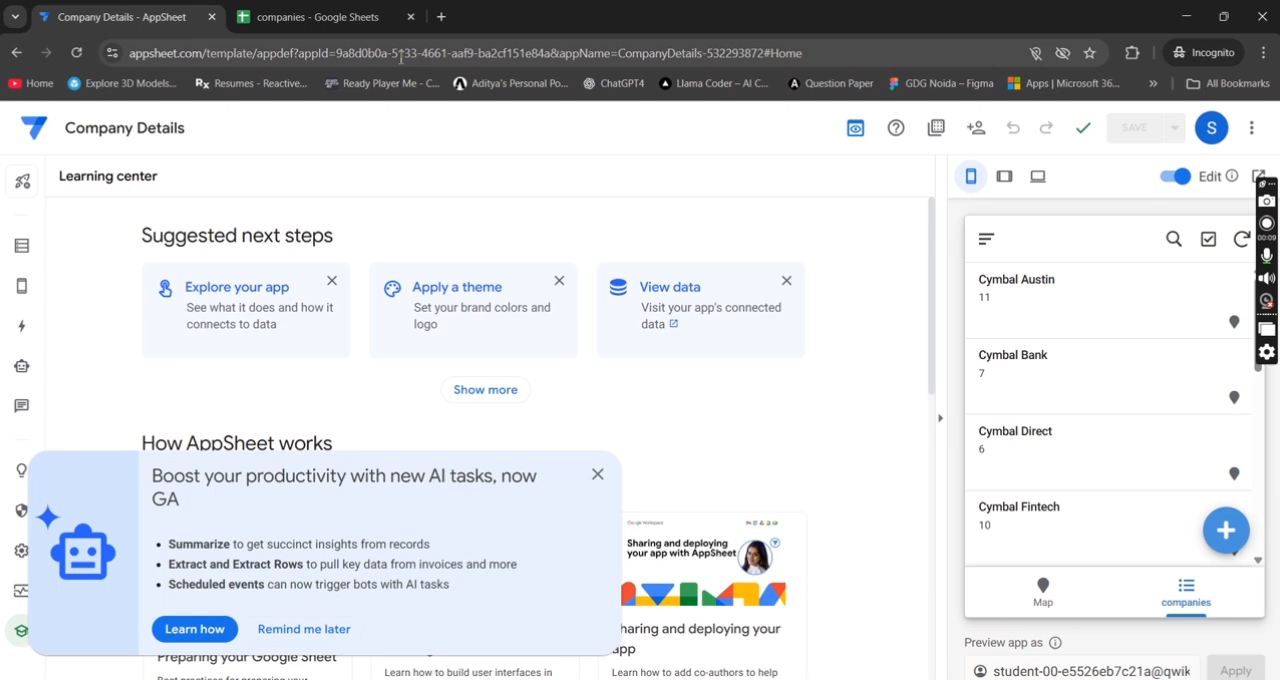 Company Details - AppSheet
companies - Google Sheets
appsheet.com/template/appdef?appId=9a8d0b0a-5133-4661-aaf9-ba2cf151e84a&appName=CompanyDetails-532293872#Home
Incognito
Home
Explore 3D Models...
Rx Resumes - Reactive...
Ready Player Me - C...
Aditya's Personal Po...
ChatGPT4
Llama Coder – AI C...
Question Paper
GDG Noida – Figma
Apps | Microsoft 36...
All Bookmarks
Company Details
SAVE
S
Learning center
Edit
Suggested next steps
Explore your app
See what it does and how it
connects to data
Apply a theme
Set your brand colors and
logo
View data
Visit your app's connected
data
Show more
How AppSheet works
Boost your productivity with new AI tasks, now
GA
• Summarize to get succinct insights from records
• Extract and Extract Rows to pull key data from invoices and more
• Scheduled events can now trigger bots with AI tasks
Learn how
Remind me later
Preparing your Google Sheet
Learn how to build user interfaces in
Google Workspace
Sharing and deploying
your app with AppSheet
haring and deploying your
app
Learn how to add co-authors to help
00:09
Cymbal Austin
11
Cymbal Bank
7
Cymbal Direct
6
Cymbal Fintech
10
Map
companies
Preview app as
student-00-e5526eb7c21a@qwik
Apply